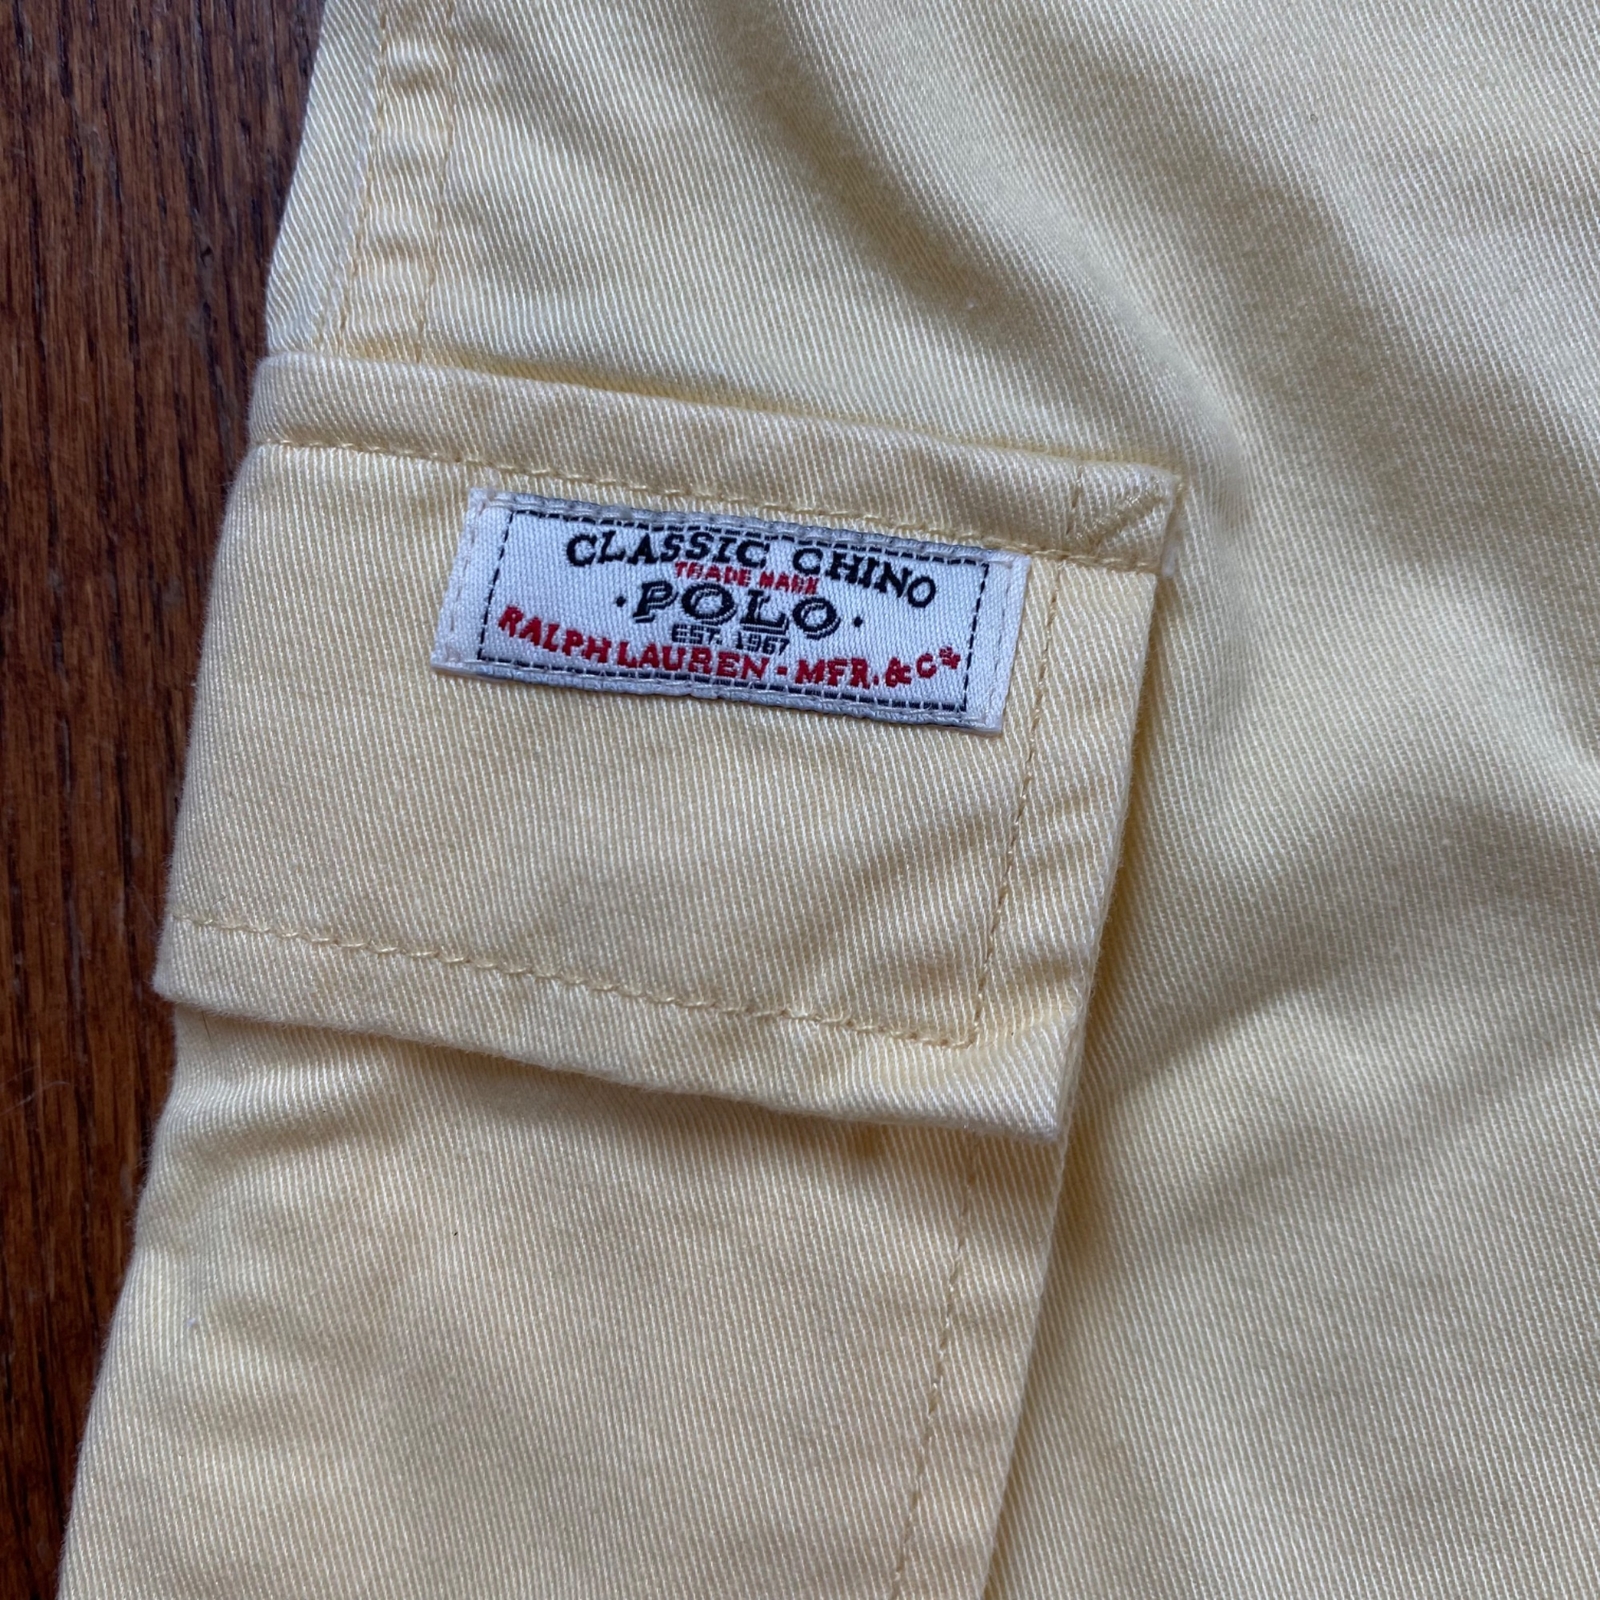 CLASSIC CHINO
TRADE MARK
·POLO·
EST. 1967
RALPH LAUREN - MFR. & Co